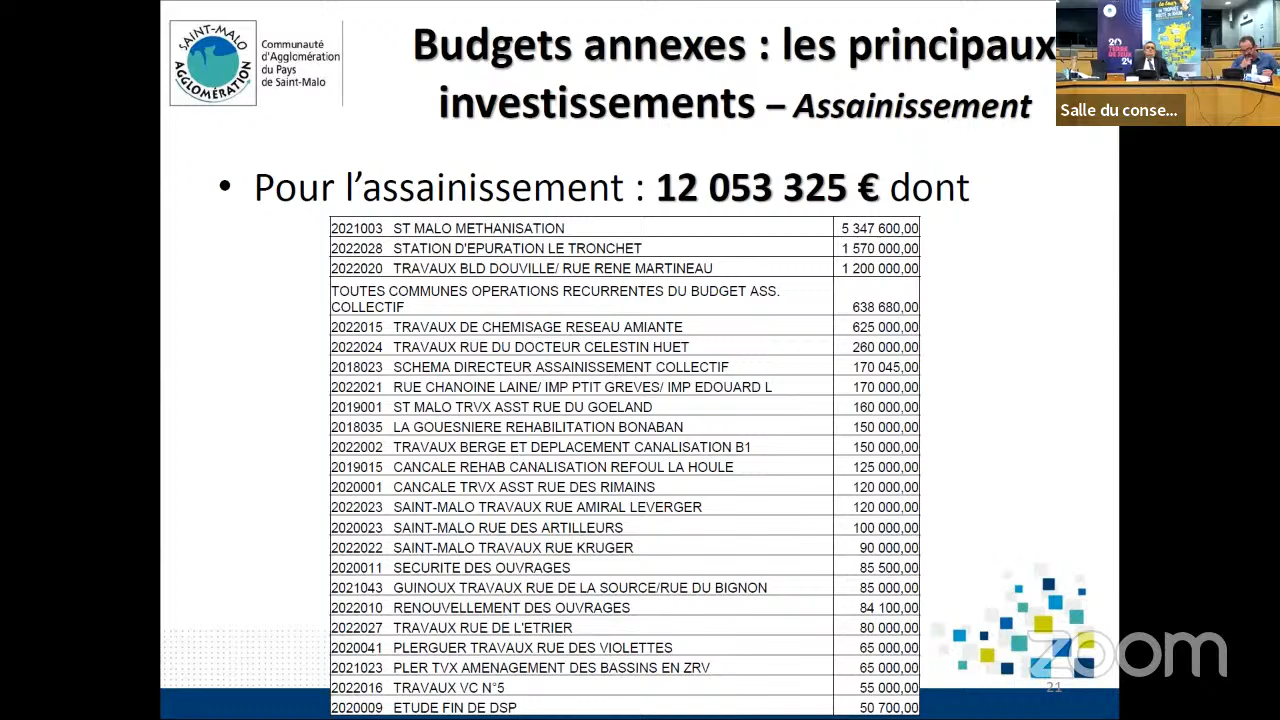 SAINT-MALO
AGGLOMÉRATION
Communauté
d'Agglomération
du Pays
de Saint-Malo
Budgets annexes : les principaux
investissements – Assainissement
20
24
Salle du conse...
• Pour l'assainissement : 12 053 325 € dont
2021003 ST MALO METHANISATION 5 347 600,00
2022028 STATION D'EPURATION LE TRONCHET 1 570 000,00
2022020 TRAVAUX BLD DOUVILLE/ RUE RENE MARTINEAU 1 200 000,00
TOUTES COMMUNES OPERATIONS RECURRENTES DU BUDGET ASS.
COLLECTIF 638 680,00
2022015 TRAVAUX DE CHEMISAGE RESEAU AMIANTE 625 000,00
2022024 TRAVAUX RUE DU DOCTEUR CELESTIN HUET 260 000,00
2018023 SCHEMA DIRECTEUR ASSAINISSEMENT COLLECTIF 170 045,00
2022021 RUE CHANOINE LAINE/ IMP PTIT GREVES/ IMP EDOUARD L 170 000,00
2019001 ST MALO TRVX ASST RUE DU GOELAND 160 000,00
2018035 LA GOUESNIERE REHABILITATION BONABAN 150 000,00
2022002 TRAVAUX BERGE ET DEPLACEMENT CANALISATION B1 150 000,00
2019015 CANCALE REHAB CANALISATION REFOUL LA HOULE 125 000,00
2020001 CANCALE TRVX ASST RUE DES RIMAINS 120 000,00
2022023 SAINT-MALO TRAVAUX RUE AMIRAL LEVERGER 120 000,00
2020023 SAINT-MALO RUE DES ARTILLEURS 100 000,00
2022022 SAINT-MALO TRAVAUX RUE KRUGER 90 000,00
2020011 SECURITE DES OUVRAGES 85 500,00
2021043 GUINOUX TRAVAUX RUE DE LA SOURCE/RUE DU BIGNON 85 000,00
2022010 RENOUVELLEMENT DES OUVRAGES 84 100,00
2022027 TRAVAUX RUE DE L'ETRIER 80 000,00
2020041 PLERGUER TRAVAUX RUE DES VIOLETTES 65 000,00
2021023 PLER TVX AMENAGEMENT DES BASSINS EN ZRV 65 000,00
2022016 TRAVAUX VC N°5 55 000,00
2020009 ETUDE FIN DE DSP 50 700,00
zoom
21